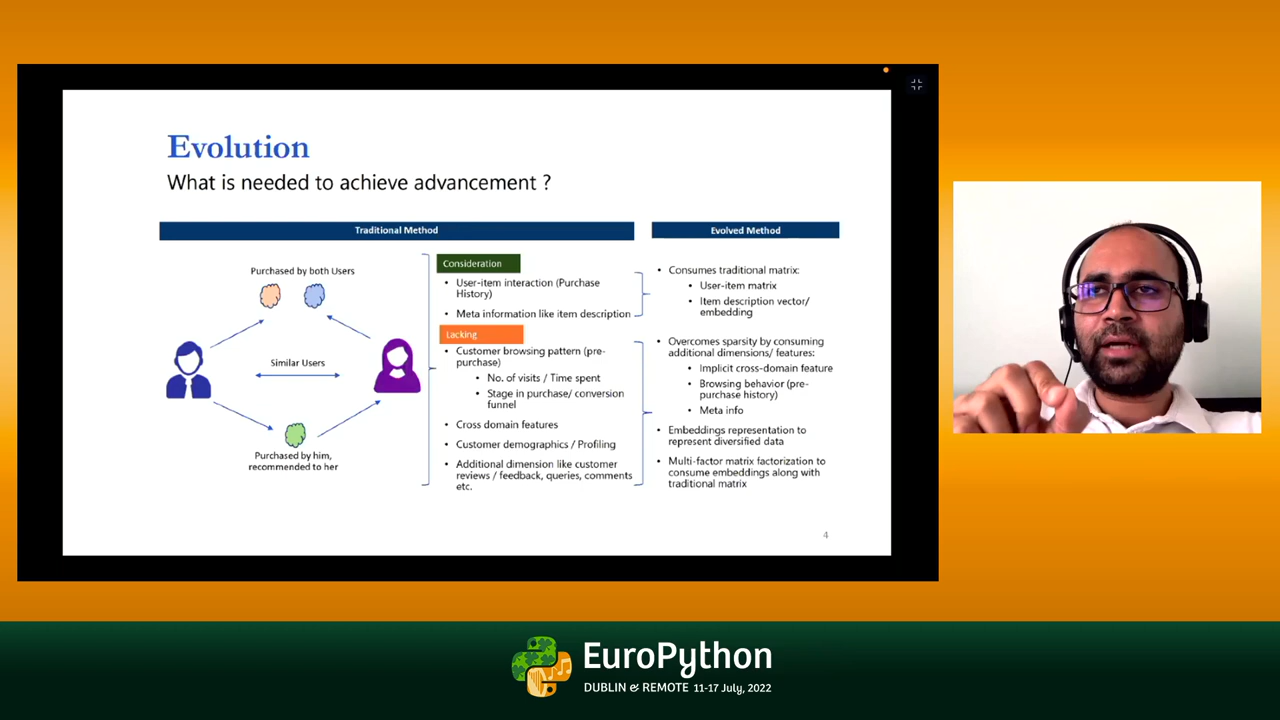 Evolution
What is needed to achieve advancement ?
Traditional Method
Purchased by both Users
Similar Users
Purchased by him,
recommended to her
Consideration
• User-item interaction (Purchase
History)
• Meta information like item description
Lacking
• Customer browsing pattern (pre-
purchase)
• No. of visits / Time spent
• Stage in purchase/ conversion
funnel
• Cross domain features
• Customer demographics / Profiling
• Additional dimension like customer
reviews / feedback, queries, comments
etc.
Evolved Method
• Consumes traditional matrix:
• User-item matrix
• Item description vector/
embedding
• Overcomes sparsity by consuming
additional dimensions/ features:
• Implicit cross-domain feature
• Browsing behavior (pre-
purchase history)
• Meta info
• Embeddings representation to
represent diversified data
• Multi-factor matrix factorization to
consume embeddings along with
traditional matrix
4
EuroPython
DUBLIN & REMOTE 11-17 July, 2022